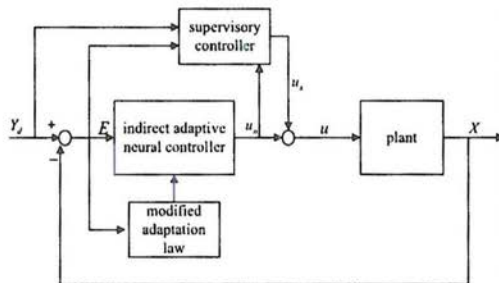 supervisory
controller
u_s
Y_d
+
E
indirect adaptive
neural controller
u_n
u
plant
X
−
modified
adaptation
law